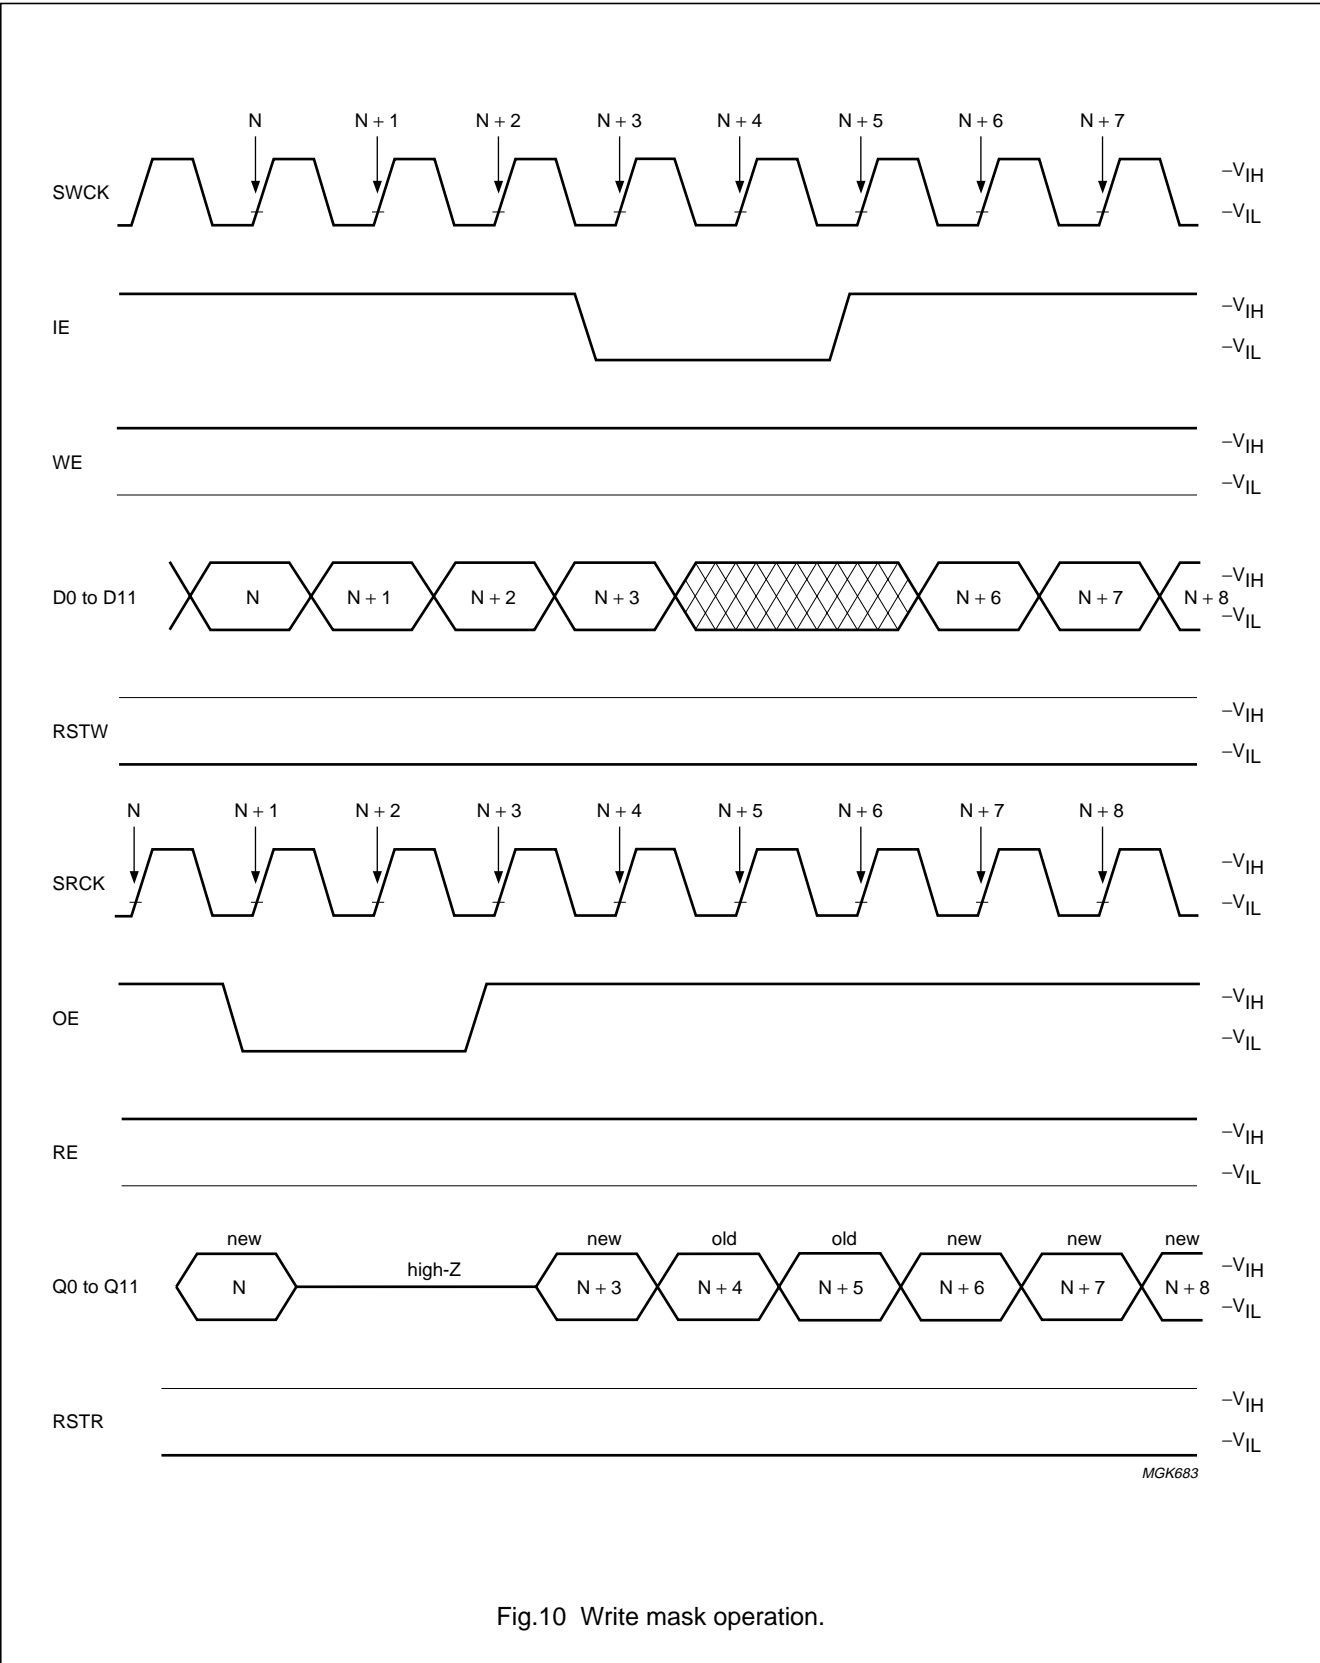 N N + 1 N + 2 N + 3 N + 4 N + 5 N + 6 N + 7
SWCK
–VIH
–VIL
IE
–VIH
–VIL
WE
–VIH
–VIL
D0 to D11
N N + 1 N + 2 N + 3 N + 6 N + 7 N + 8
–VIH
–VIL
RSTW
–VIH
–VIL
N N + 1 N + 2 N + 3 N + 4 N + 5 N + 6 N + 7 N + 8
SRCK
–VIH
–VIL
OE
–VIH
–VIL
RE
–VIH
–VIL
new new old old new new new
Q0 to Q11
N high-Z N + 3 N + 4 N + 5 N + 6 N + 7 N + 8
–VIH
–VIL
RSTR
–VIH
–VIL
MGK683
Fig.10 Write mask operation.